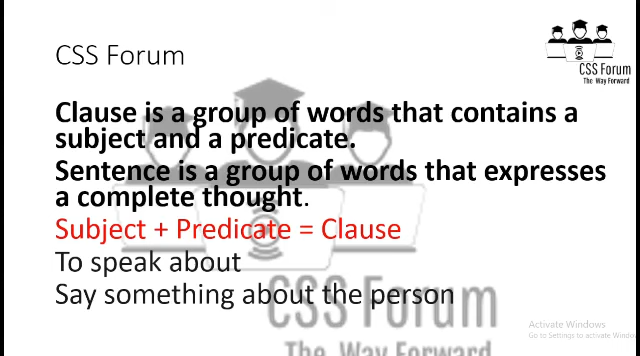 CSS Forum
CSS Forum
The Way Forward
Clause is a group of words that contains a
subject and a predicate.
Sentence is a group of words that expresses
a complete thought.
Subject + Predicate = Clause
To speak about
Say something about the person
CSS Forum
The Way Forward
Activate Windows
Go to Settings to activate Windo